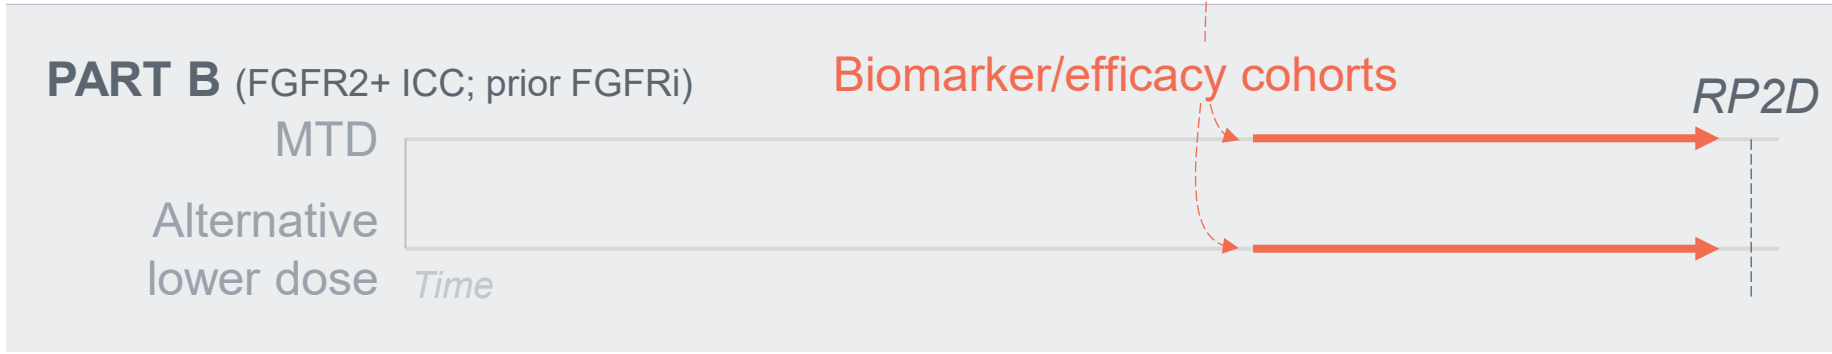 PART B (FGFR2+ ICC; prior FGFRi)
Biomarker/efficacy cohorts
RP2D
MTD
Alternative
lower dose
Time